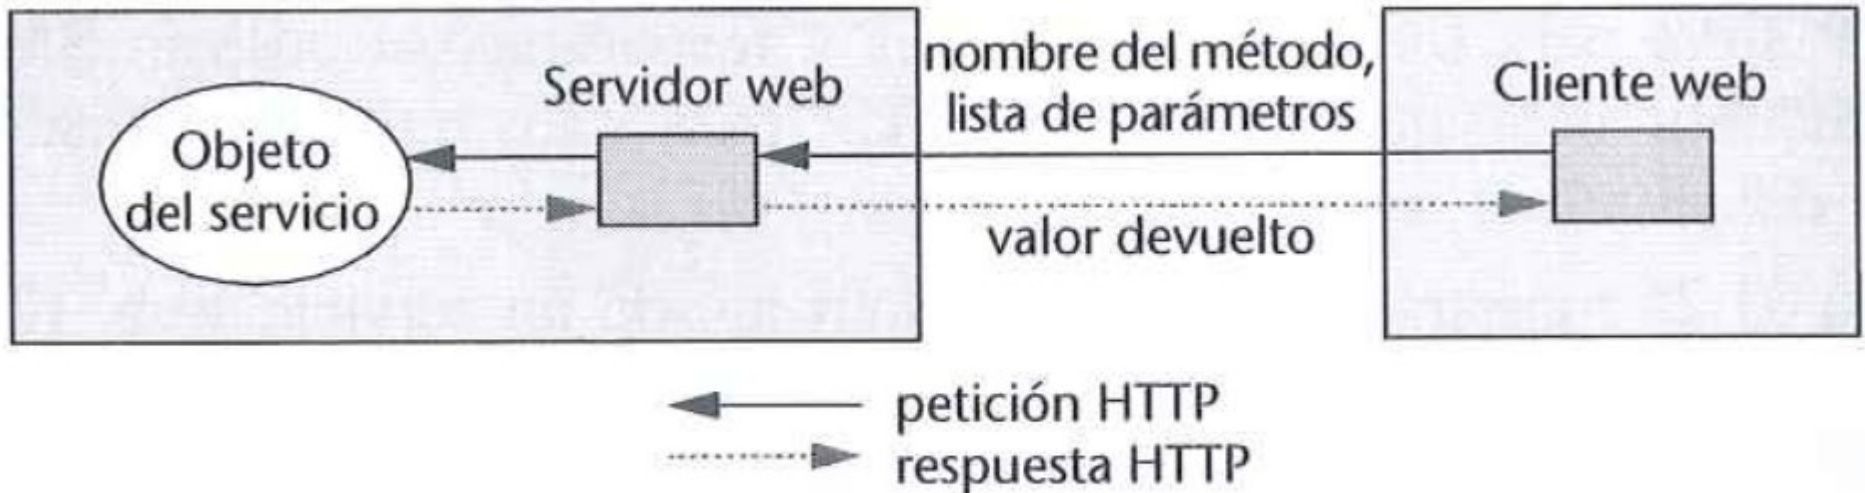 Objeto
del servicio
Servidor web
nombre del método,
lista de parámetros
valor devuelto
Cliente web
petición HTTP
respuesta HTTP